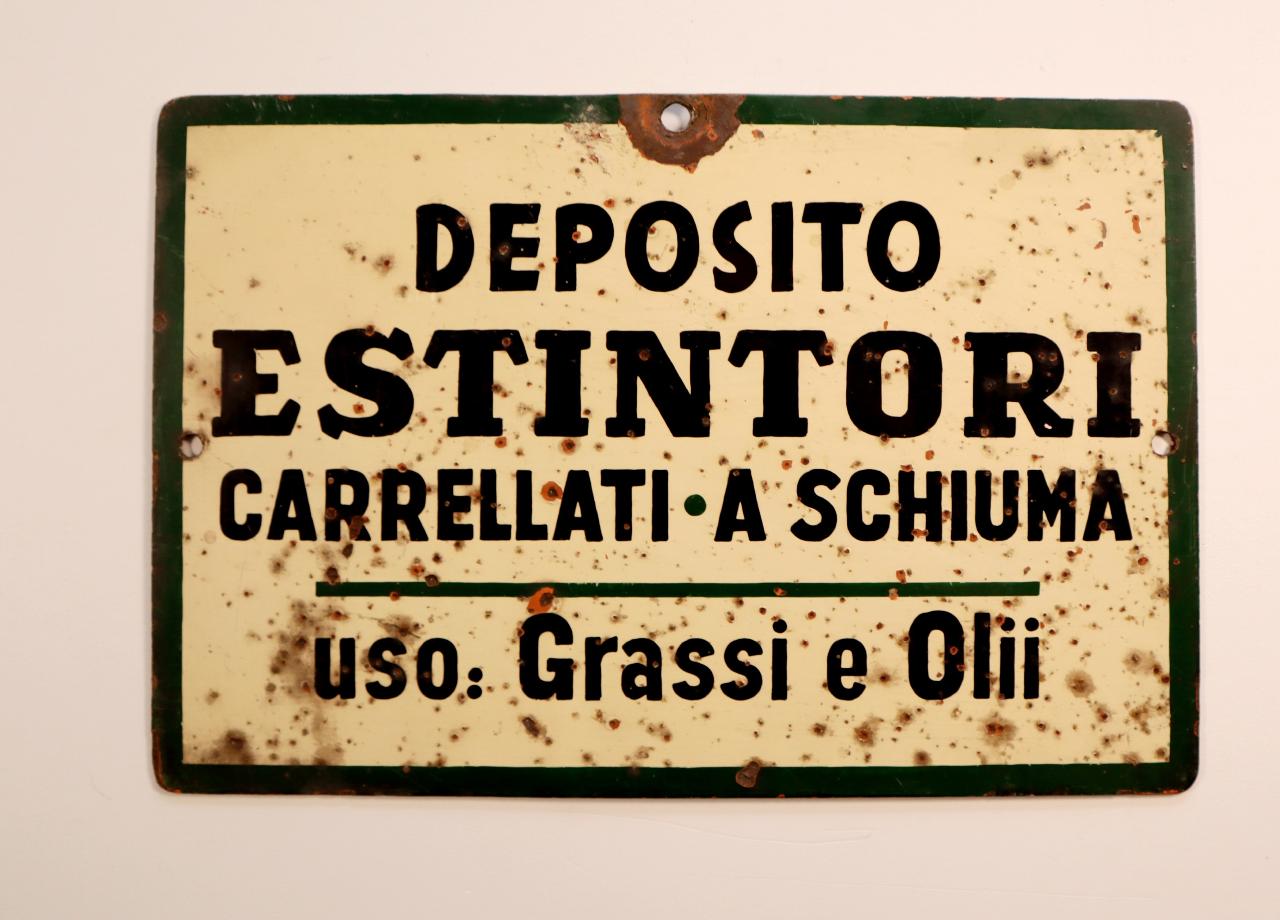 DEPOSITO
ESTINTORI
CARRELLATI • A SCHIUMA
uso: Grassi e Olii